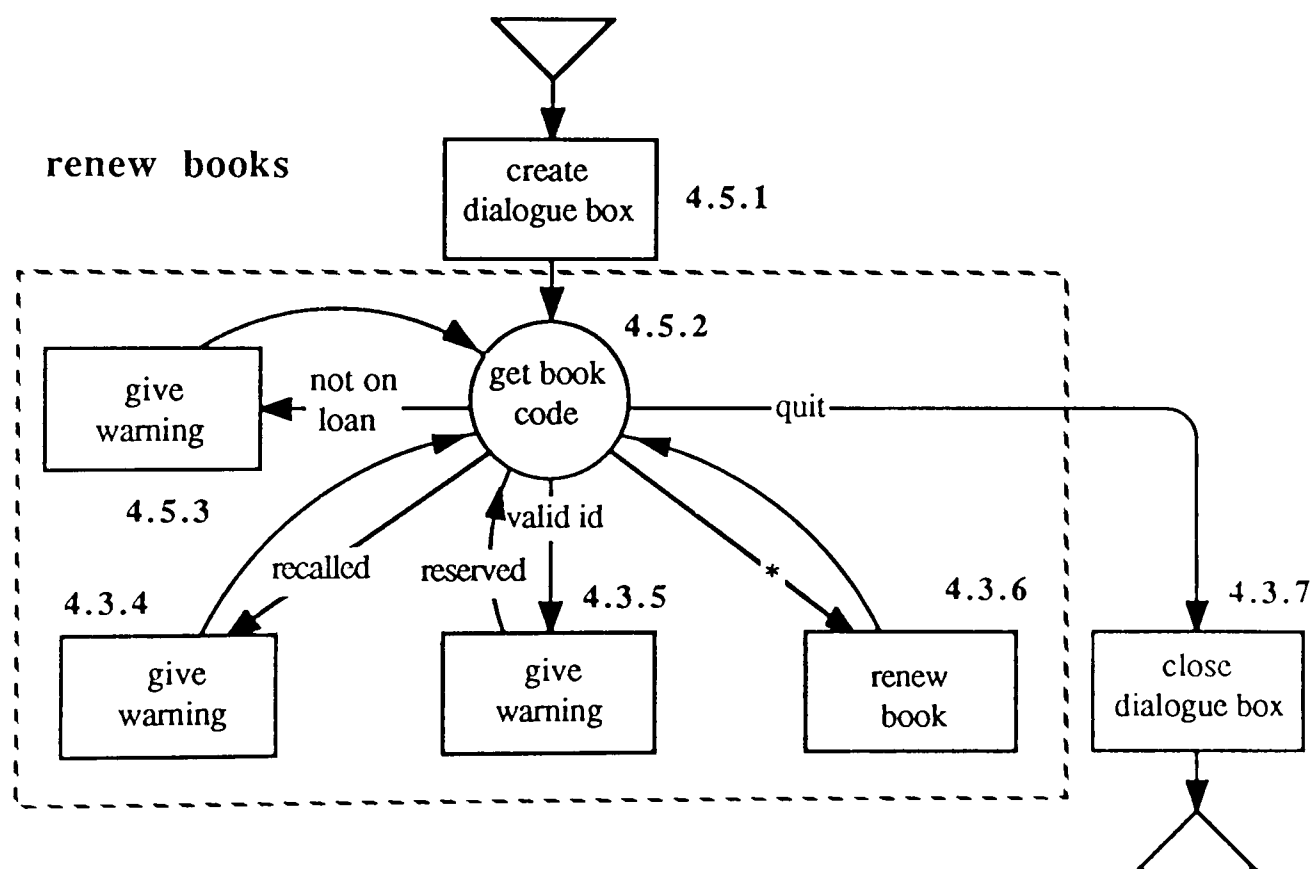 renew books
create
dialogue box
4.5.1
4.5.2
get book
code
give
warning
not on
loan
quit
4.5.3
valid id
recalled
reserved
*
4.3.4
4.3.5
4.3.6
4.3.7
give
warning
give
warning
renew
book
close
dialogue box